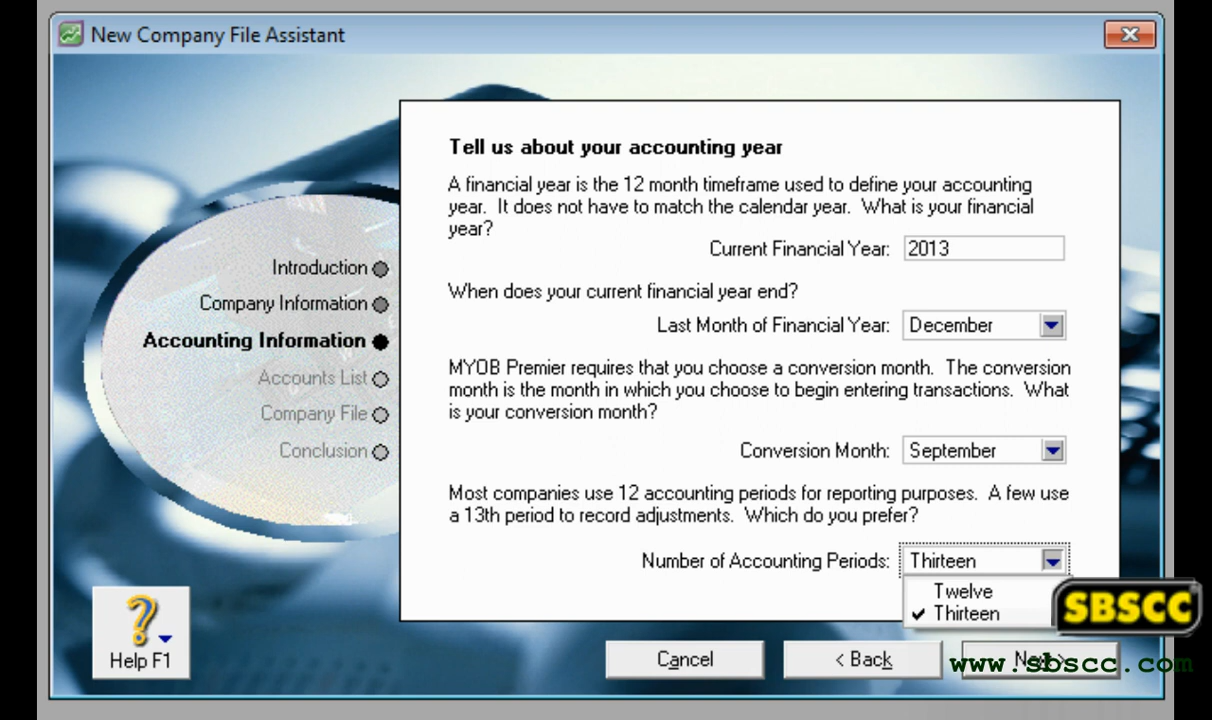 New Company File Assistant
Tell us about your accounting year
A financial year is the 12 month timeframe used to define your accounting
year. It does not have to match the calendar year. What is your financial
year?
Current Financial Year: 2013
When does your current financial year end?
Last Month of Financial Year: December
MYOB Premier requires that you choose a conversion month. The conversion
month is the month in which you choose to begin entering transactions. What
is your conversion month?
Conversion Month: September
Most companies use 12 accounting periods for reporting purposes. A few use
a 13th period to record adjustments. Which do you prefer?
Number of Accounting Periods: Thirteen
Twelve
Thirteen
Introduction
Company Information
Accounting Information
Accounts List
Company File
Conclusion
Help F1
Cancel
< Back
SBSCC
www.sbscc.com